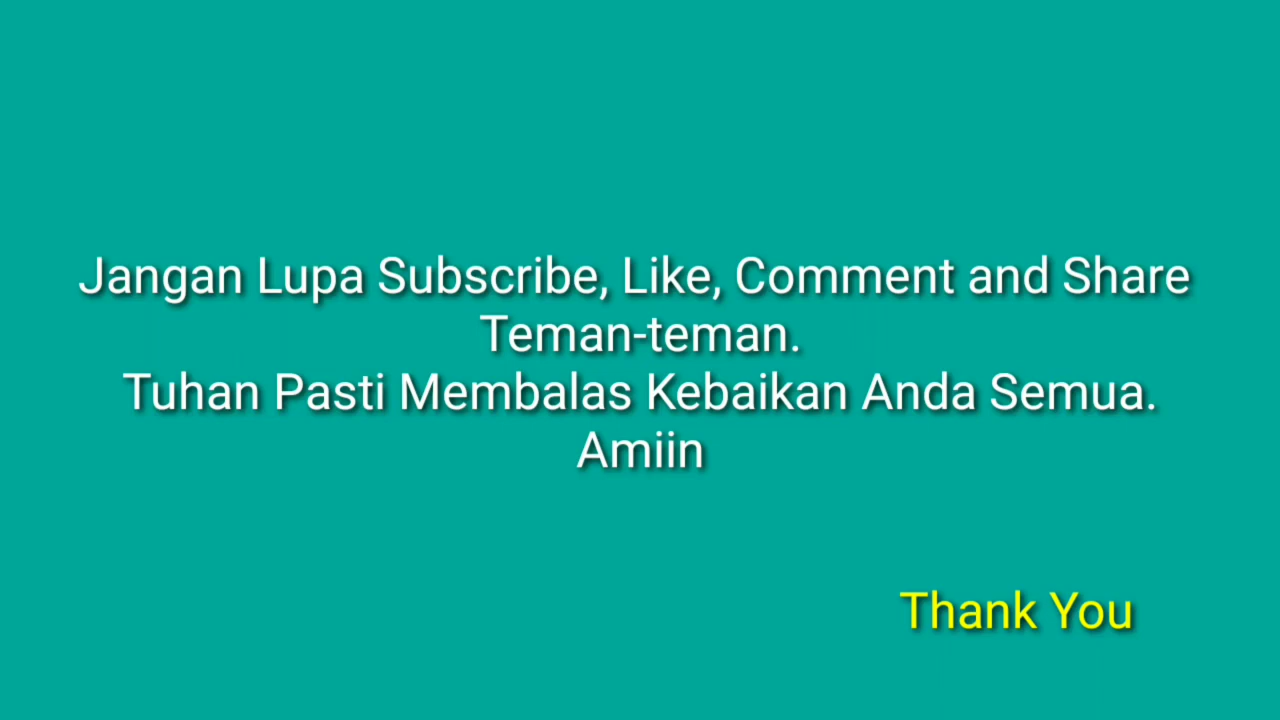 Jangan Lupa Subscribe, Like, Comment and Share
Teman-teman.
Tuhan Pasti Membalas Kebaikan Anda Semua.
Amiin
Thank You